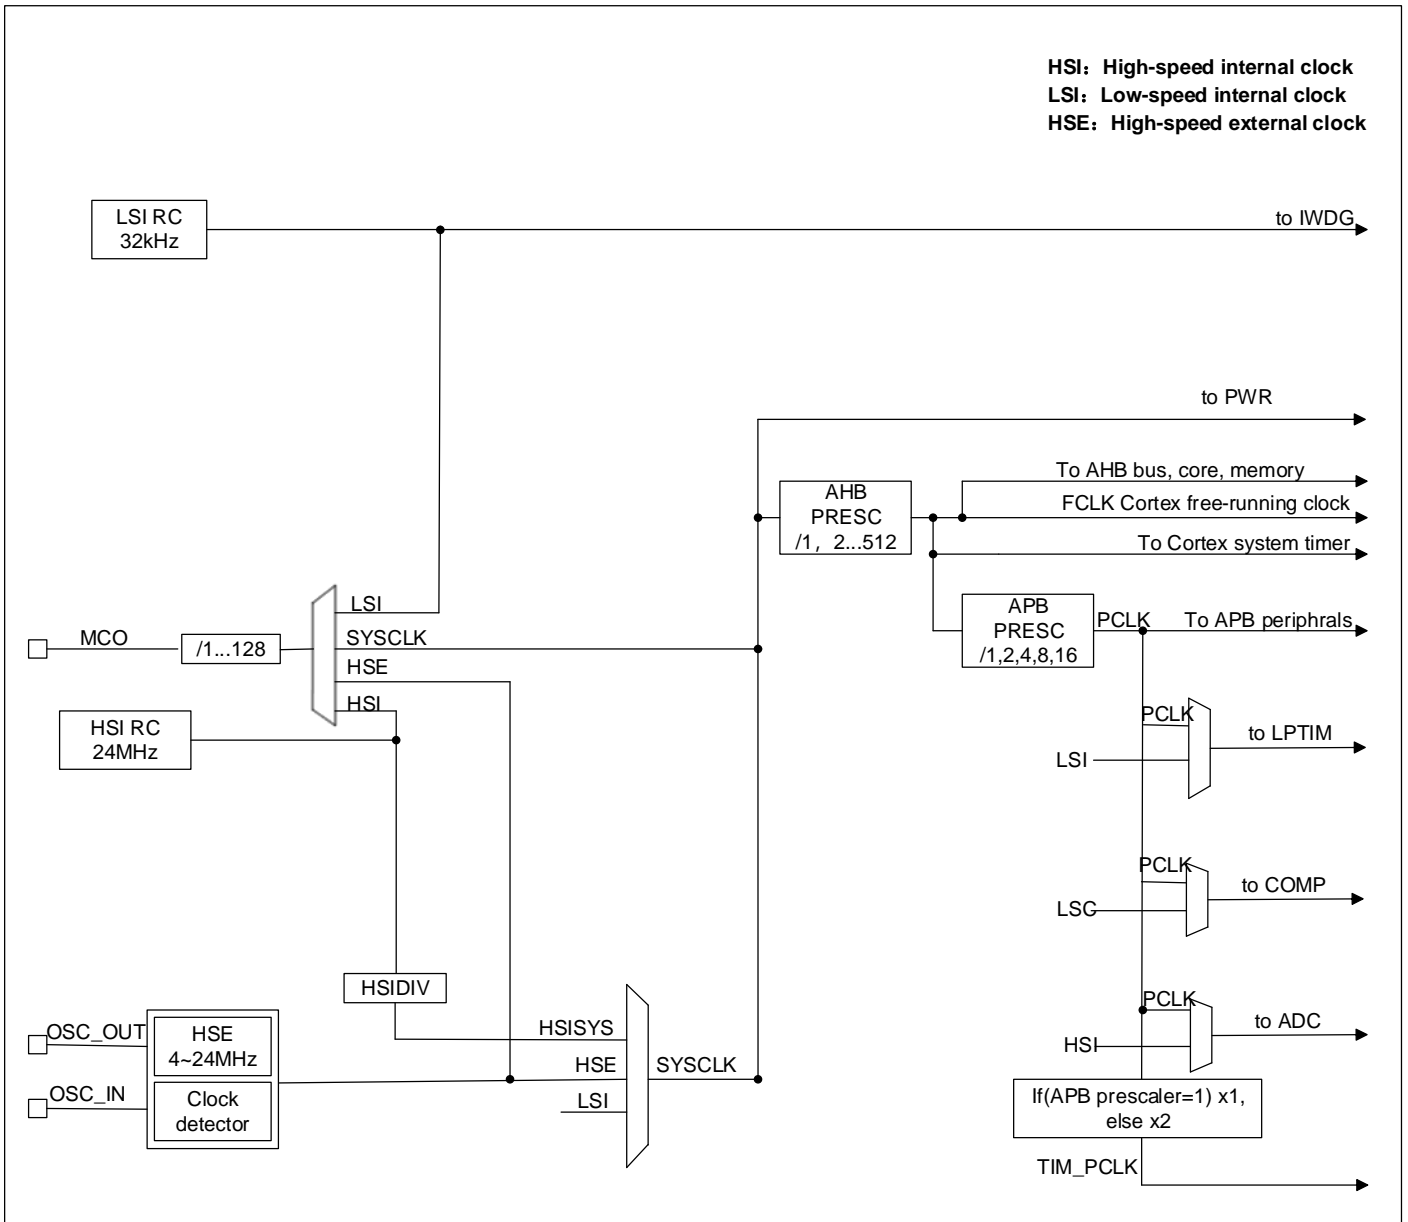 HSI：High-speed internal clock
LSI：Low-speed internal clock
HSE：High-speed external clock
LSI RC
32kHz
to IWDG
to PWR
To AHB bus, core, memory
AHB
PRESC
/1， 2...512
FCLK Cortex free-running clock
To Cortex system timer
LSI
APB
PRESC
/1,2,4,8,16
PCLK
To APB periphrals
MCO
/1...128
SYSCLK
HSE
HSI
HSI RC
24MHz
PCLK
to LPTIM
LSI
PCLK
to COMP
LSC
HSIDIV
PCLK
to ADC
HSI
OSC_OUT
HSE
4~24MHz
HSISYS
HSE
SYSCLK
OSC_IN
Clock
detector
LSI
If(APB prescaler=1) x1,
else x2
TIM_PCLK